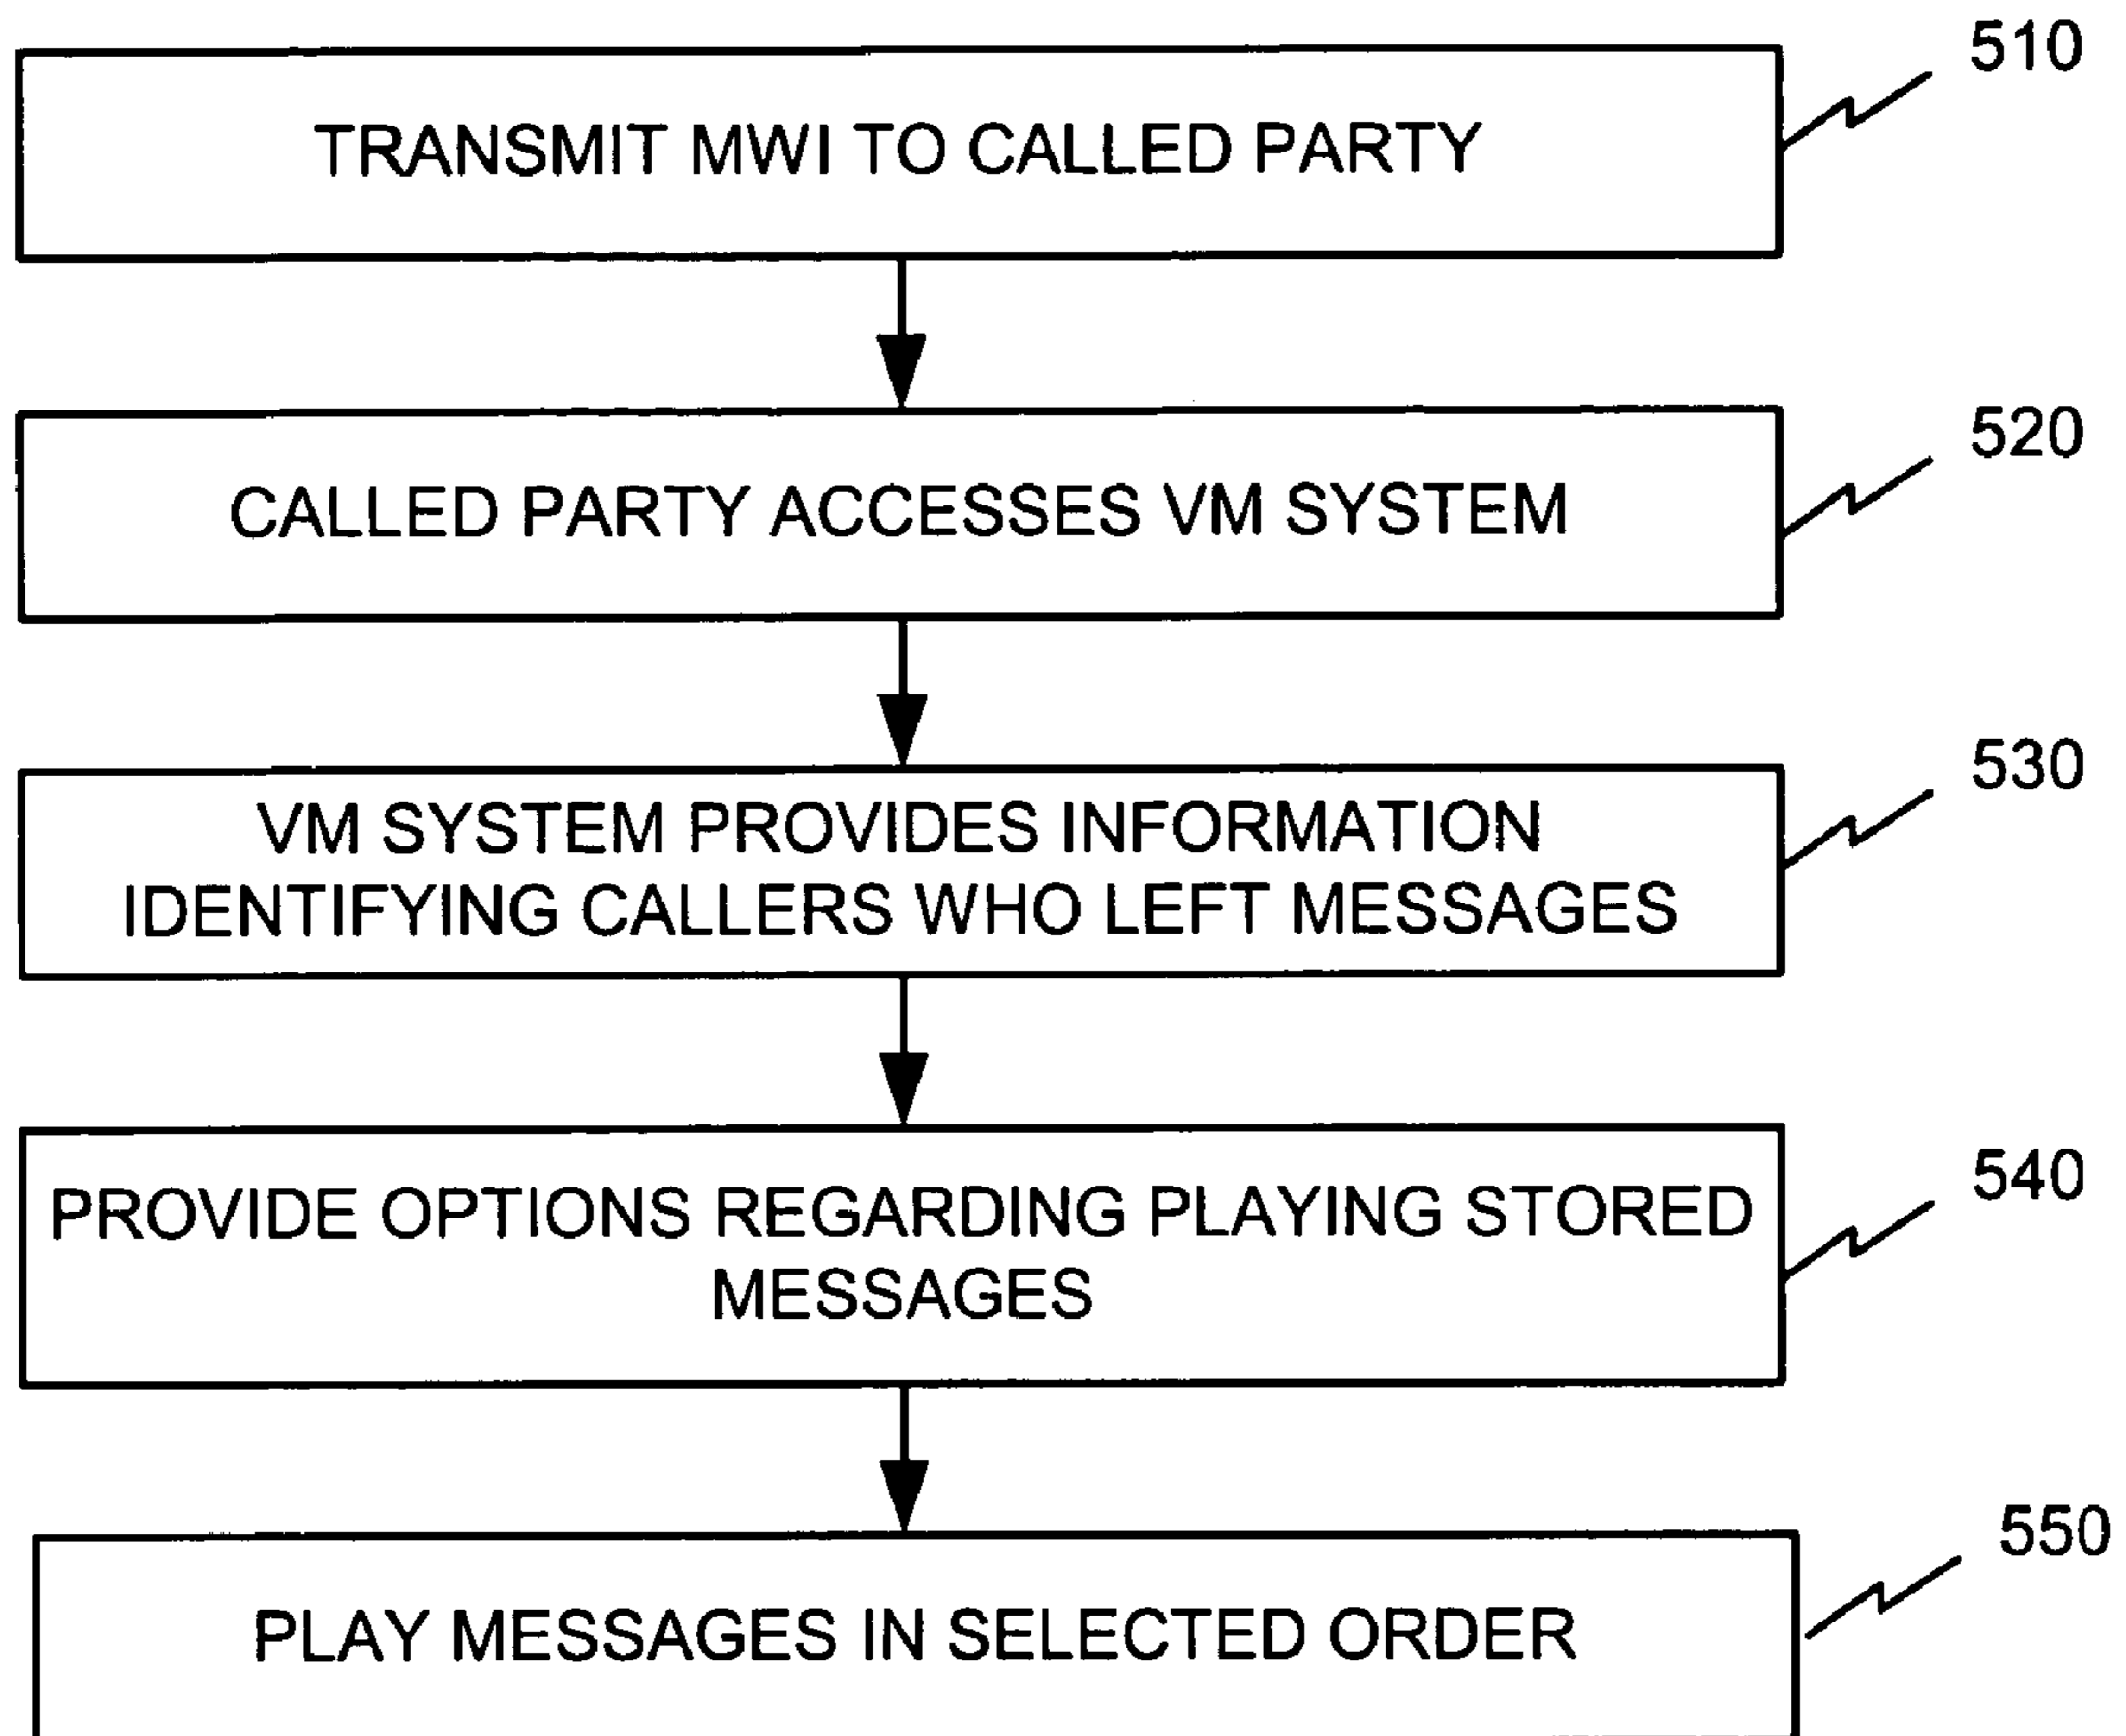 510
TRANSMIT MWI TO CALLED PARTY
520
CALLED PARTY ACCESSES VM SYSTEM
530
VM SYSTEM PROVIDES INFORMATION
IDENTIFYING CALLERS WHO LEFT MESSAGES
540
PROVIDE OPTIONS REGARDING PLAYING STORED
MESSAGES
550
PLAY MESSAGES IN SELECTED ORDER